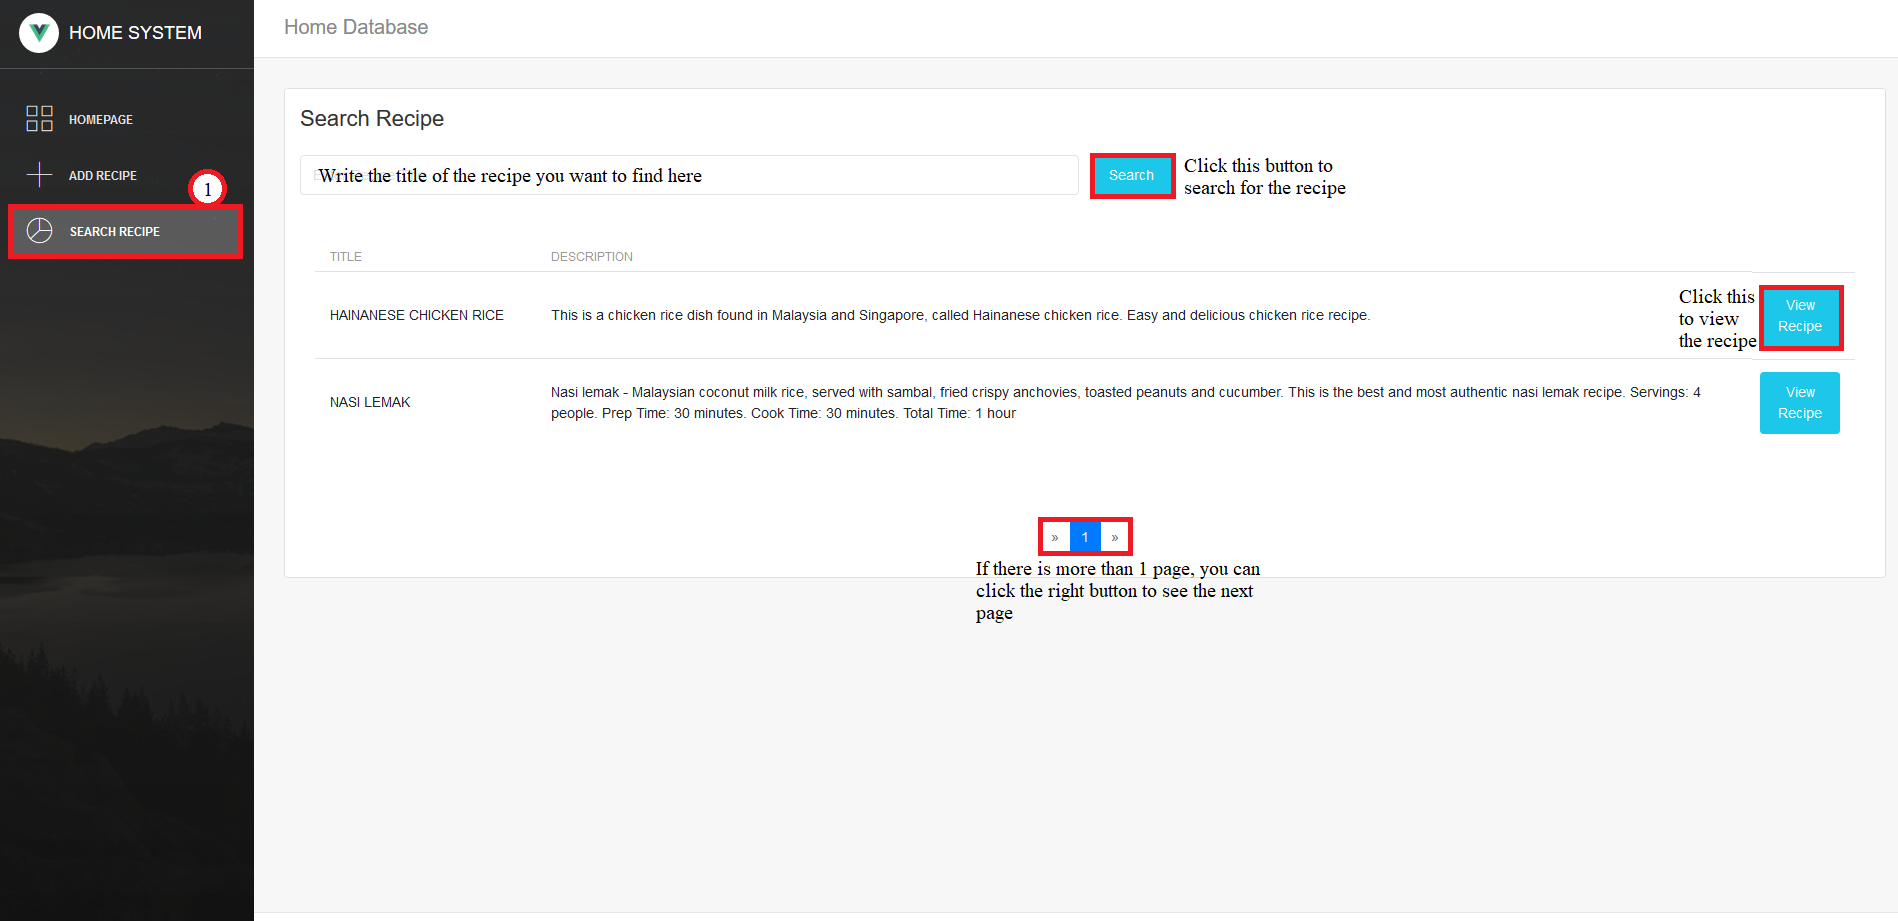 HOME SYSTEM
Home Database
HOMEPAGE
ADD RECIPE
1
SEARCH RECIPE
Search Recipe
Write the title of the recipe you want to find here
Search
Click this button to
search for the recipe
TITLE
DESCRIPTION
HAINANESE CHICKEN RICE
This is a chicken rice dish found in Malaysia and Singapore, called Hainanese chicken rice. Easy and delicious chicken rice recipe.
Click this
to view
the recipe
View
Recipe
NASI LEMAK
Nasi lemak - Malaysian coconut milk rice, served with sambal, fried crispy anchovies, toasted peanuts and cucumber. This is the best and most authentic nasi lemak recipe. Servings: 4
people. Prep Time: 30 minutes. Cook Time: 30 minutes. Total Time: 1 hour
View
Recipe
» 1 »
If there is more than 1 page, you can
click the right button to see the next
page